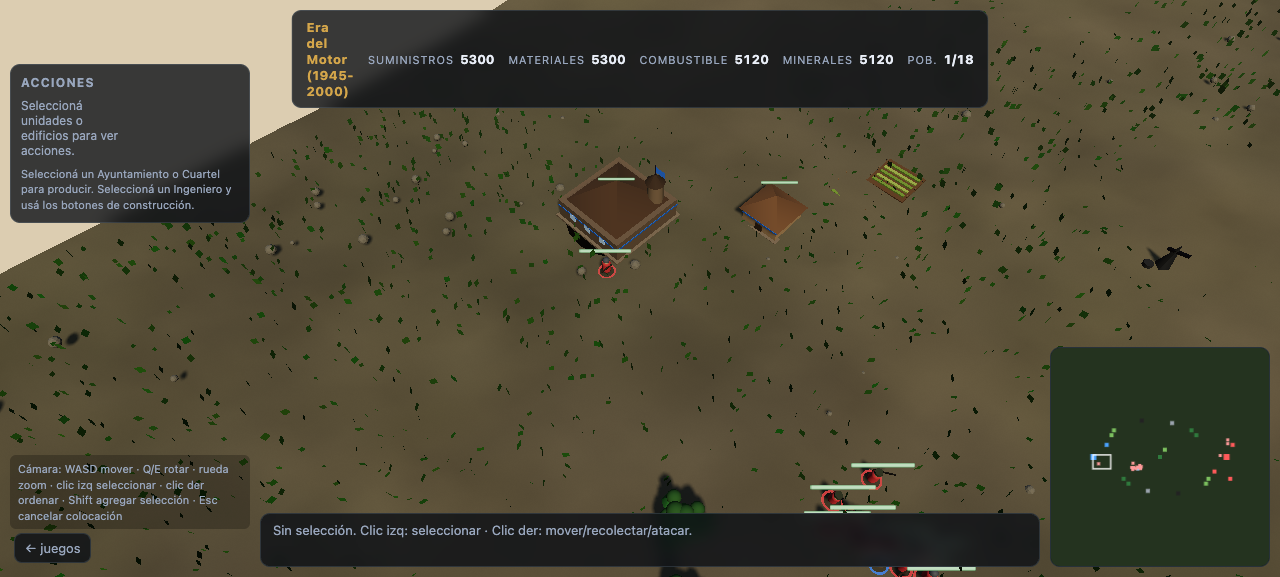 Era
del
Motor
(1945-
2000)
SUMINISTROS 5300 MATERIALES 5300 COMBUSTIBLE 5120 MINERALES 5120 POB. 1/18
ACCIONES
Seleccioná
unidades o
edificios para ver
acciones.
Seleccioná un Ayuntamiento o Cuartel
para producir. Seleccioná un Ingeniero y
usá los botones de construcción.
Cámara: WASD mover · Q/E rotar · rueda
zoom · clic izq seleccionar · clic der
ordenar · Shift agregar selección · Esc
cancelar colocación
← juegos
Sin selección. Clic izq: seleccionar · Clic der: mover/recolectar/atacar.